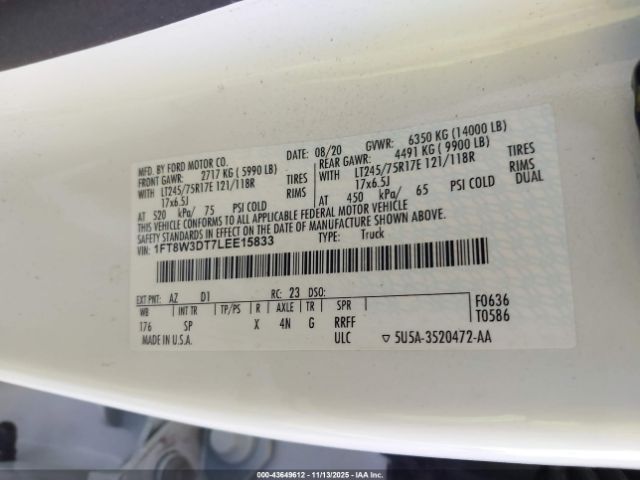 MFD. BY FORD MOTOR CO. DATE: 08/20 GVWR: 6350 KG (14000 LB)
FRONT GAWR: 2717 KG ( 5990 LB) REAR GAWR: 4491 KG ( 9900 LB)
WITH LT245/75R17E 121/118R TIRES WITH LT245/75R17E 121/118R TIRES
17x6.5J RIMS 17x6.5J RIMS
AT 520 kPa/ 75 PSI COLD AT 450 kPa/ 65 PSI COLD DUAL
THIS VEHICLE CONFORMS TO ALL APPLICABLE FEDERAL MOTOR VEHICLE
SAFETY STANDARDS IN EFFECT ON THE DATE OF MANUFACTURE SHOWN ABOVE.
VIN: 1FT8W3DT7LEE15833 TYPE: Truck
EXT PNT: AZ D1 RC: 23 DSO: F0636
WB INT TR TP/PS R AXLE TR SPR T0586
176 SP X 4N G RRFF
MADE IN U.S.A. ULC ▽ 5U5A-3520472-AA
000-43649612 - 11/13/2025 - IAA Inc.